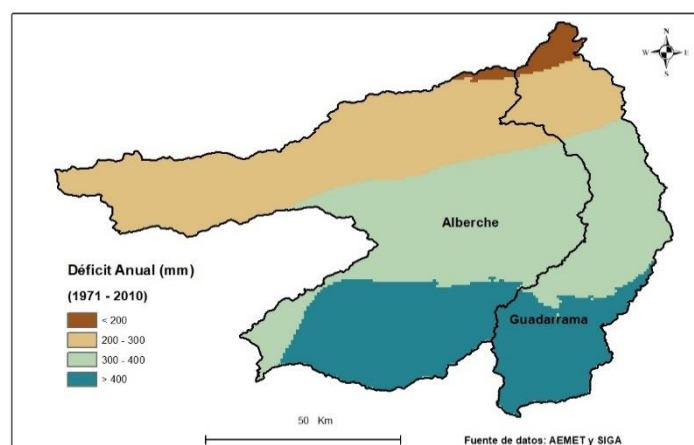 N
W E
S
Alberche
Guadarrama
Déficit Anual (mm)
(1971 - 2010)
< 200
200 - 300
300 - 400
> 400
50 Km
Fuente de datos: AEMET y SIGA